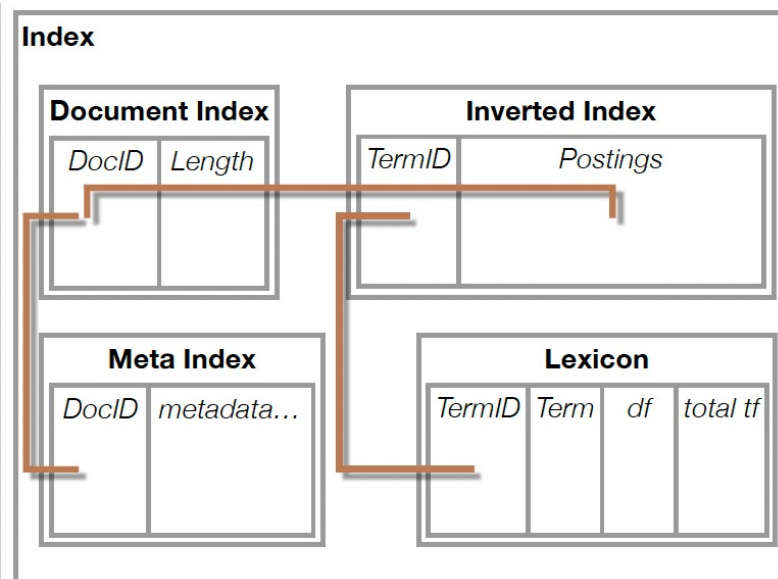 Index
Document Index
DocID Length
Inverted Index
TermID Postings
Meta Index
DocID metadata...
Lexicon
TermID Term df total tf